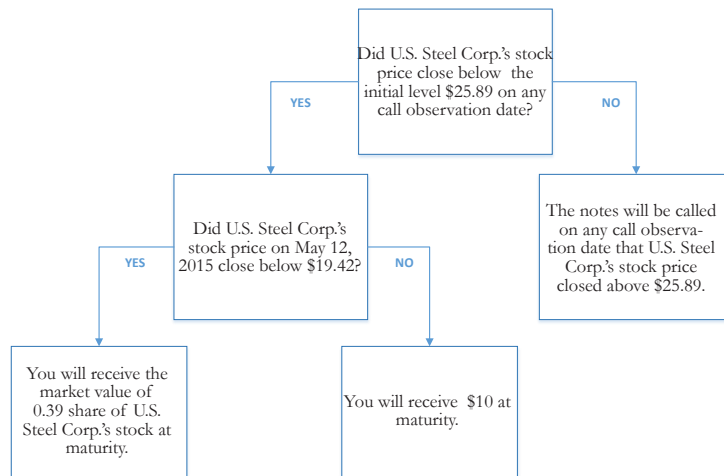 Did U.S. Steel Corp.'s stock
price close below the
initial level $25.89 on any
call observation date?
YES
NO
Did U.S. Steel Corp.'s
stock price on May 12,
2015 close below $19.42?
The notes will be called
on any call observa-
tion date that U.S. Steel
Corp.'s stock price
closed above $25.89.
YES
NO
You will receive the
market value of
0.39 share of U.S.
Steel Corp.'s stock at
maturity.
You will receive $10 at
maturity.